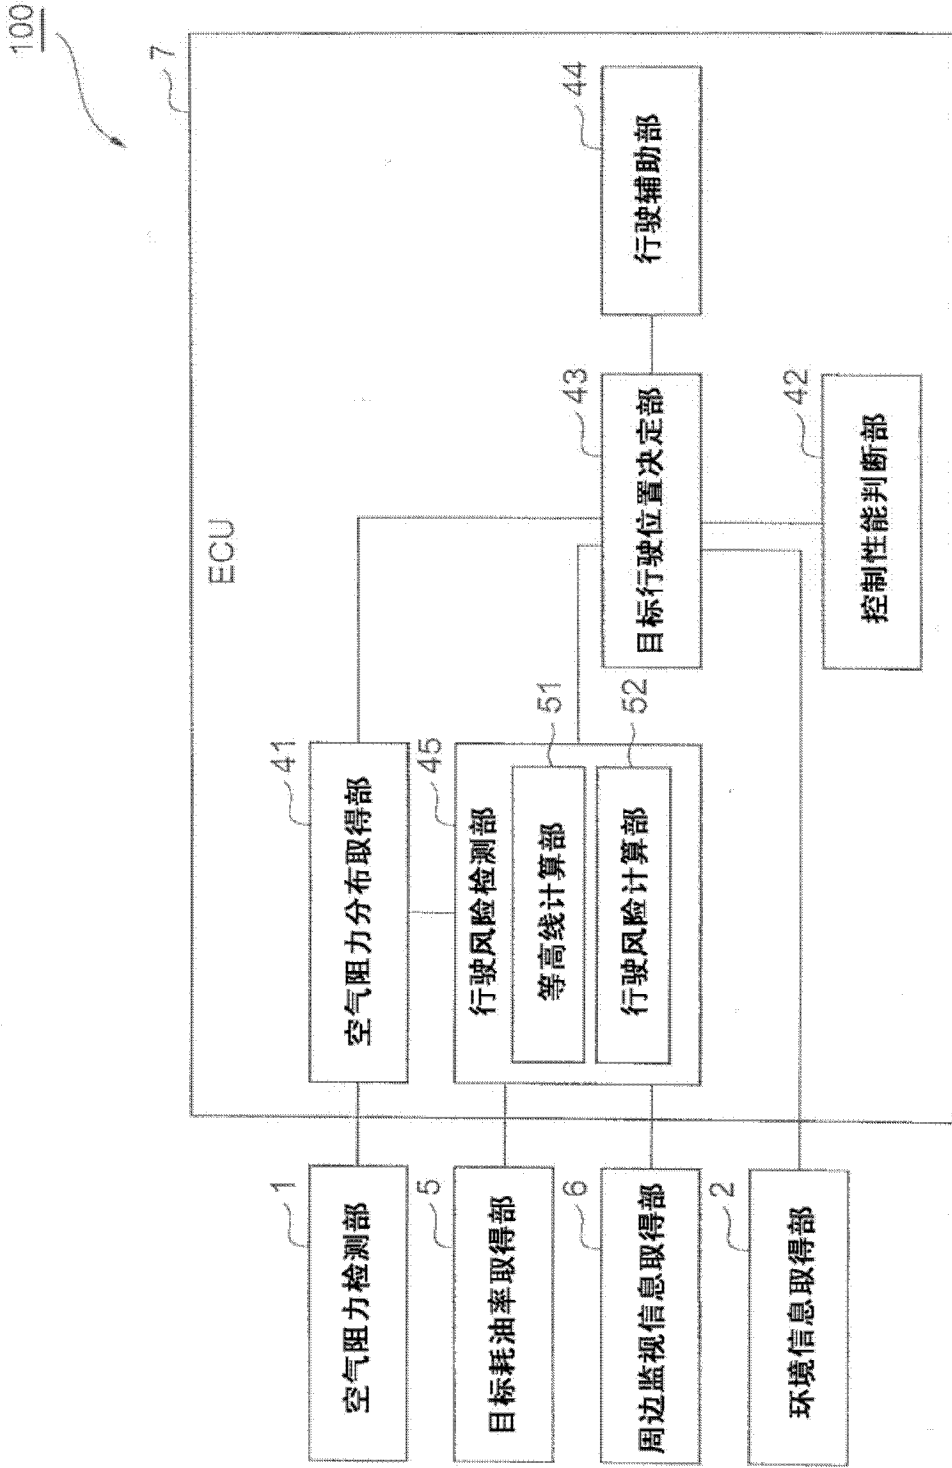 100
7
ECU
1
空气阻力检测部
41
空气阻力分布取得部
5
目标耗油率取得部
45
行驶风险检测部
51
等高线计算部
52
行驶风险计算部
6
周边监视信息取得部
43
目标行驶位置决定部
44
行驶辅助部
2
环境信息取得部
42
控制性能判断部